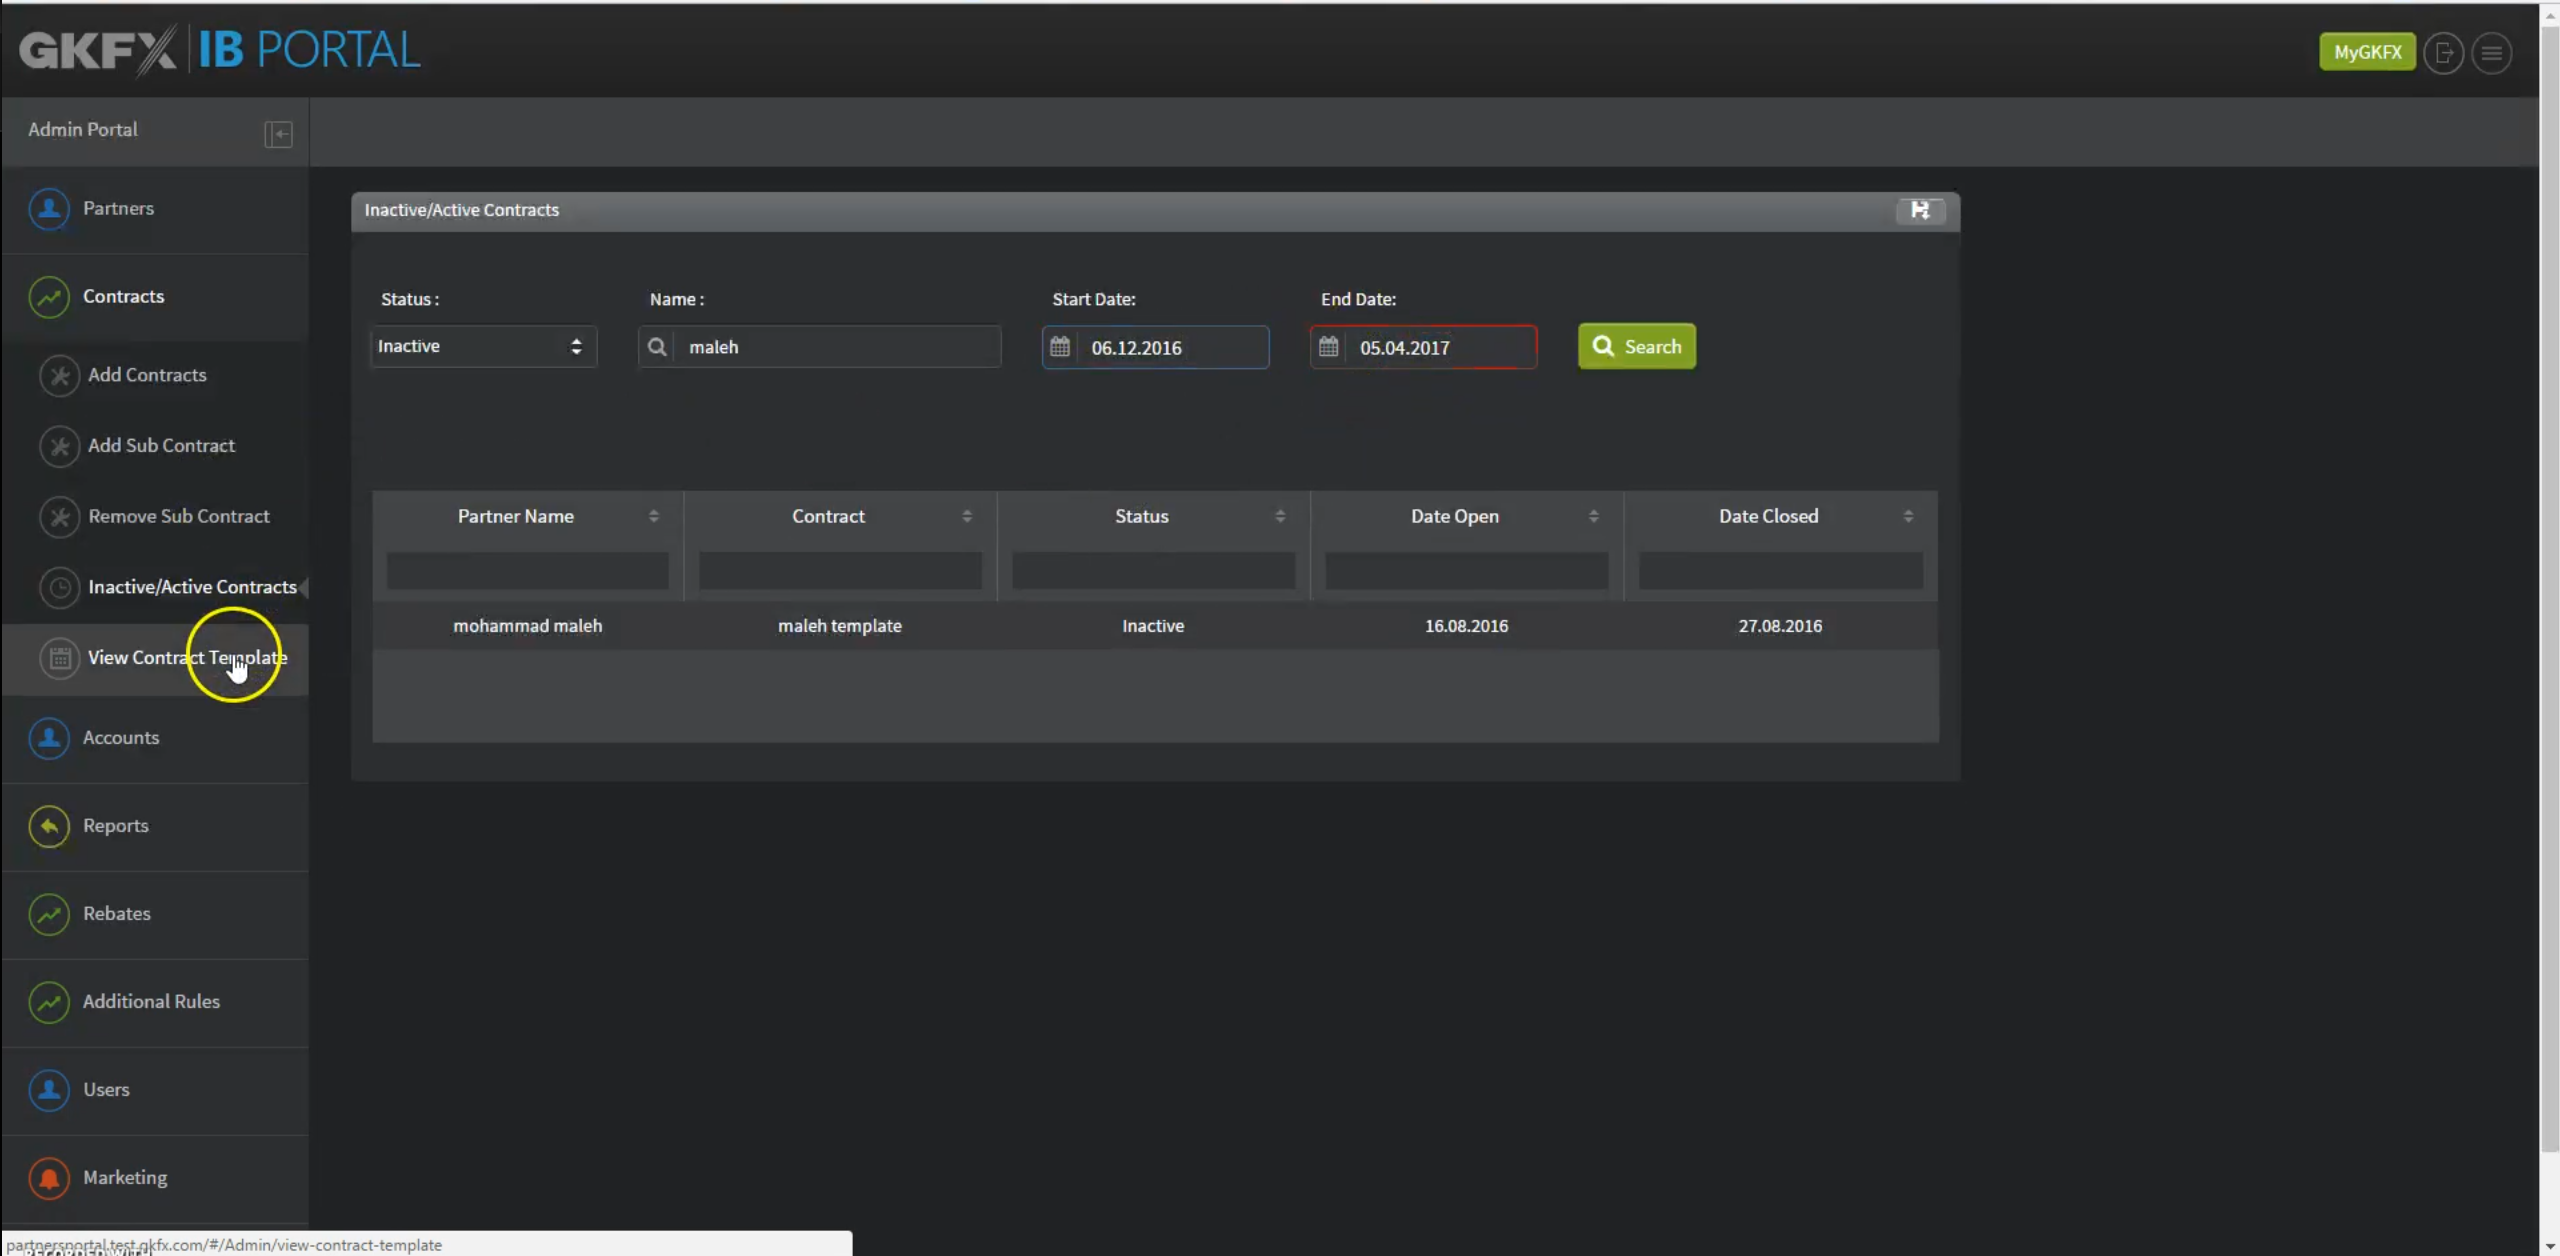 GKFX IB PORTAL
MyGKFX
Admin Portal
Partners
Contracts
Add Contracts
Add Sub Contract
Remove Sub Contract
Inactive/Active Contracts
View Contract Template
Accounts
Reports
Rebates
Additional Rules
Users
Marketing
Inactive/Active Contracts
Status :
Name :
Start Date:
End Date:
Inactive
maleh
06.12.2016
05.04.2017
Search
Partner Name
Contract
Status
Date Open
Date Closed
mohammad maleh
maleh template
Inactive
16.08.2016
27.08.2016
partnersportal.test.gkfx.com/#/Admin/view-contract-template
RECORDED WITH